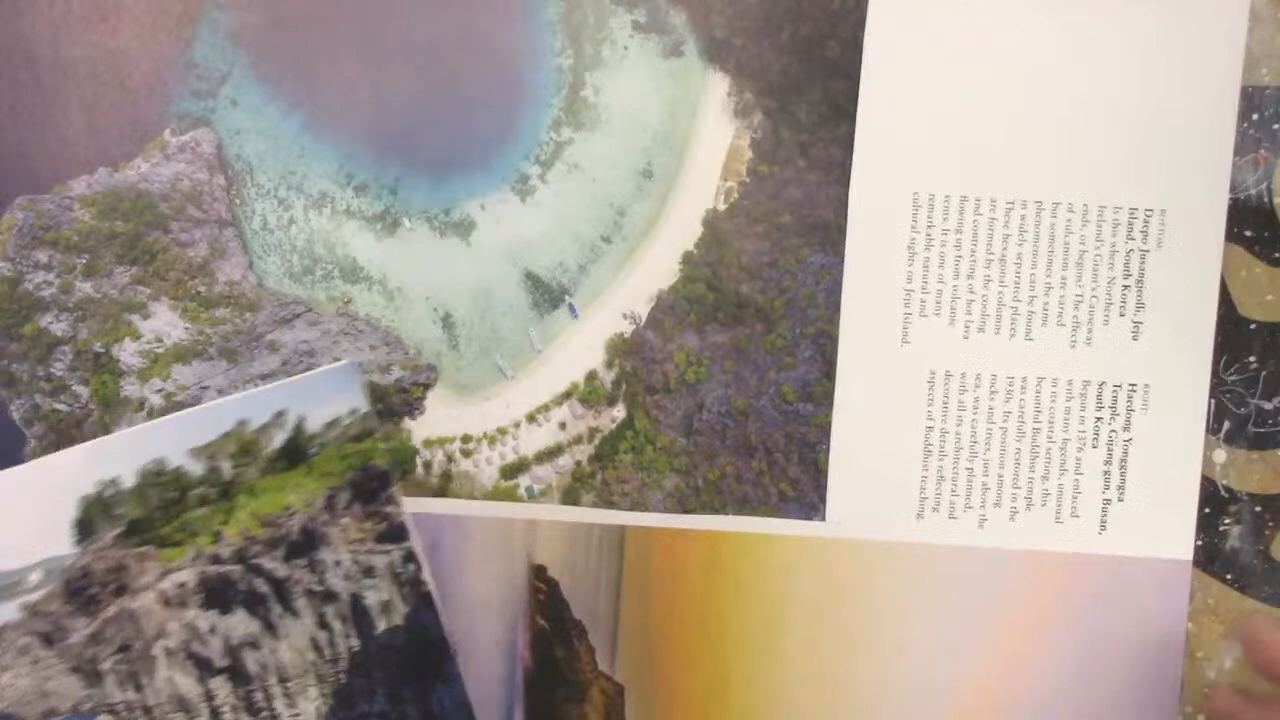 BOTTOM:
Daepo Jusangjeolli, Jeju
Island, South Korea
Is this where Northern
Ireland's Giant's Causeway
ends, or begins? The effects
of vulcanism are varied
but sometimes the same
phenomenon can be found
in widely separated places.
These hexagonal columns
are formed by the cooling
and contracting of hot lava
flowing up from volcanic
vents. It is one of many
remarkable natural and
cultural sights on Jeju Island.
RIGHT:
Haedong Yonggungsa
Temple, Gijang-gun, Busan,
South Korea
Begun in 1376 and enlaced
with many legends, unusual
in its coastal setting, this
beautiful Buddhist temple
was carefully restored in the
1930s. Its position among
rocks and trees, just above the
sea, was carefully planned,
with all its architectural and
decorative details reflecting
aspects of Buddhist teaching.